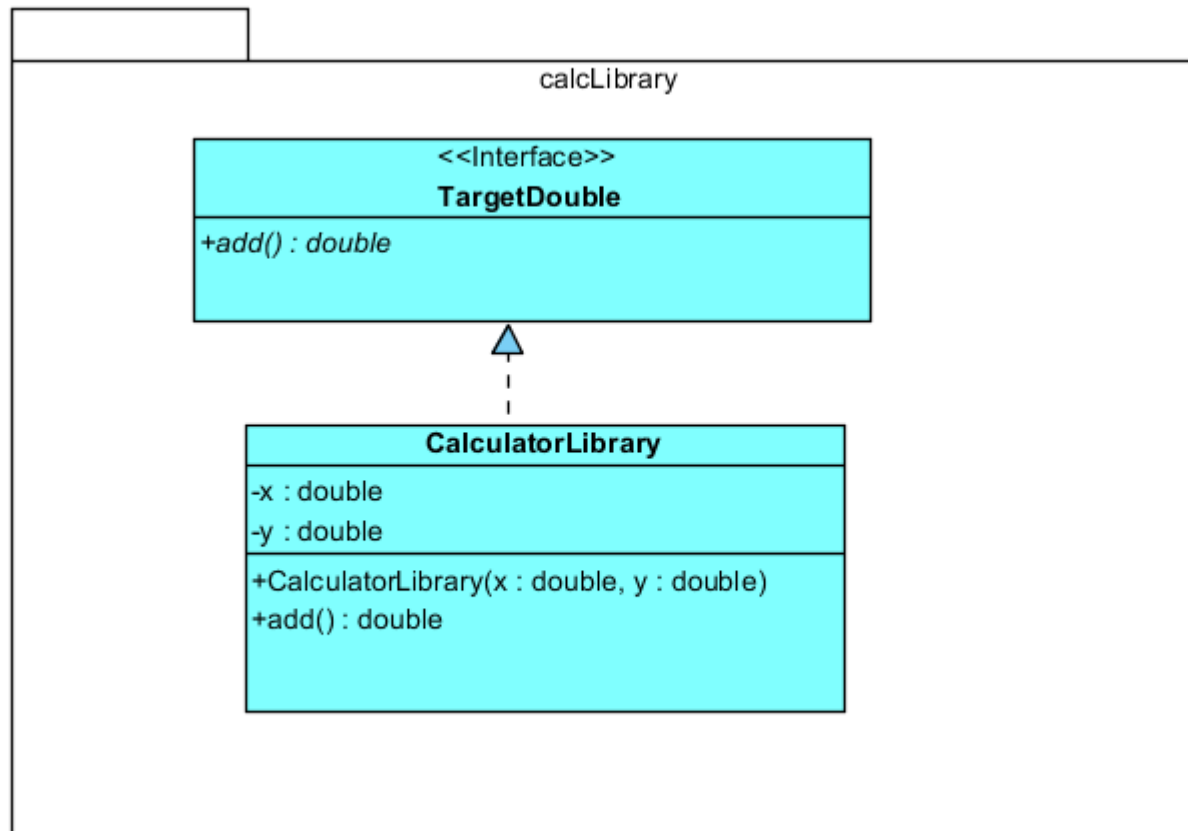 calcLibrary
<<Interface>>
TargetDouble
+add() : double
CalculatorLibrary
-x : double
-y : double
+CalculatorLibrary(x : double, y : double)
+add() : double